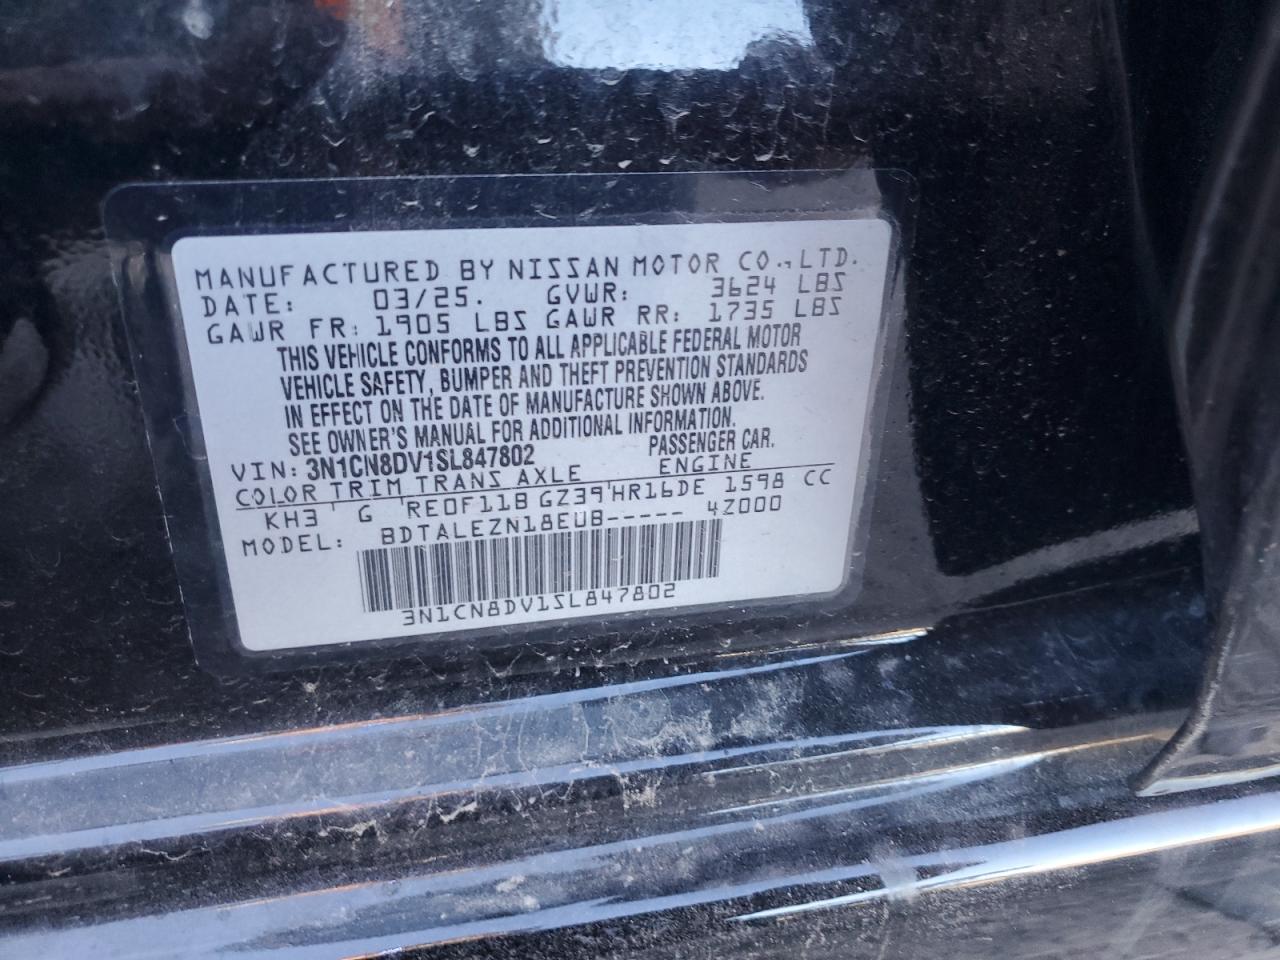 MANUFACTURED BY NISSAN MOTOR CO., LTD.
DATE: 03/25. GVWR: 3624 LBS
GAWR FR: 1905 LBS GAWR RR: 1735 LBS
THIS VEHICLE CONFORMS TO ALL APPLICABLE FEDERAL MOTOR
VEHICLE SAFETY, BUMPER AND THEFT PREVENTION STANDARDS
IN EFFECT ON THE DATE OF MANUFACTURE SHOWN ABOVE.
SEE OWNER'S MANUAL FOR ADDITIONAL INFORMATION.
VIN: 3N1CN8DV1SL847802 PASSENGER CAR.
COLOR TRIM TRANS AXLE ENGINE
KH3 G RE0F11B GZ39 HR16DE 1598 CC
MODEL: BDTALEZN18EUB----- 4Z000
3N1CN8DV1SL847802